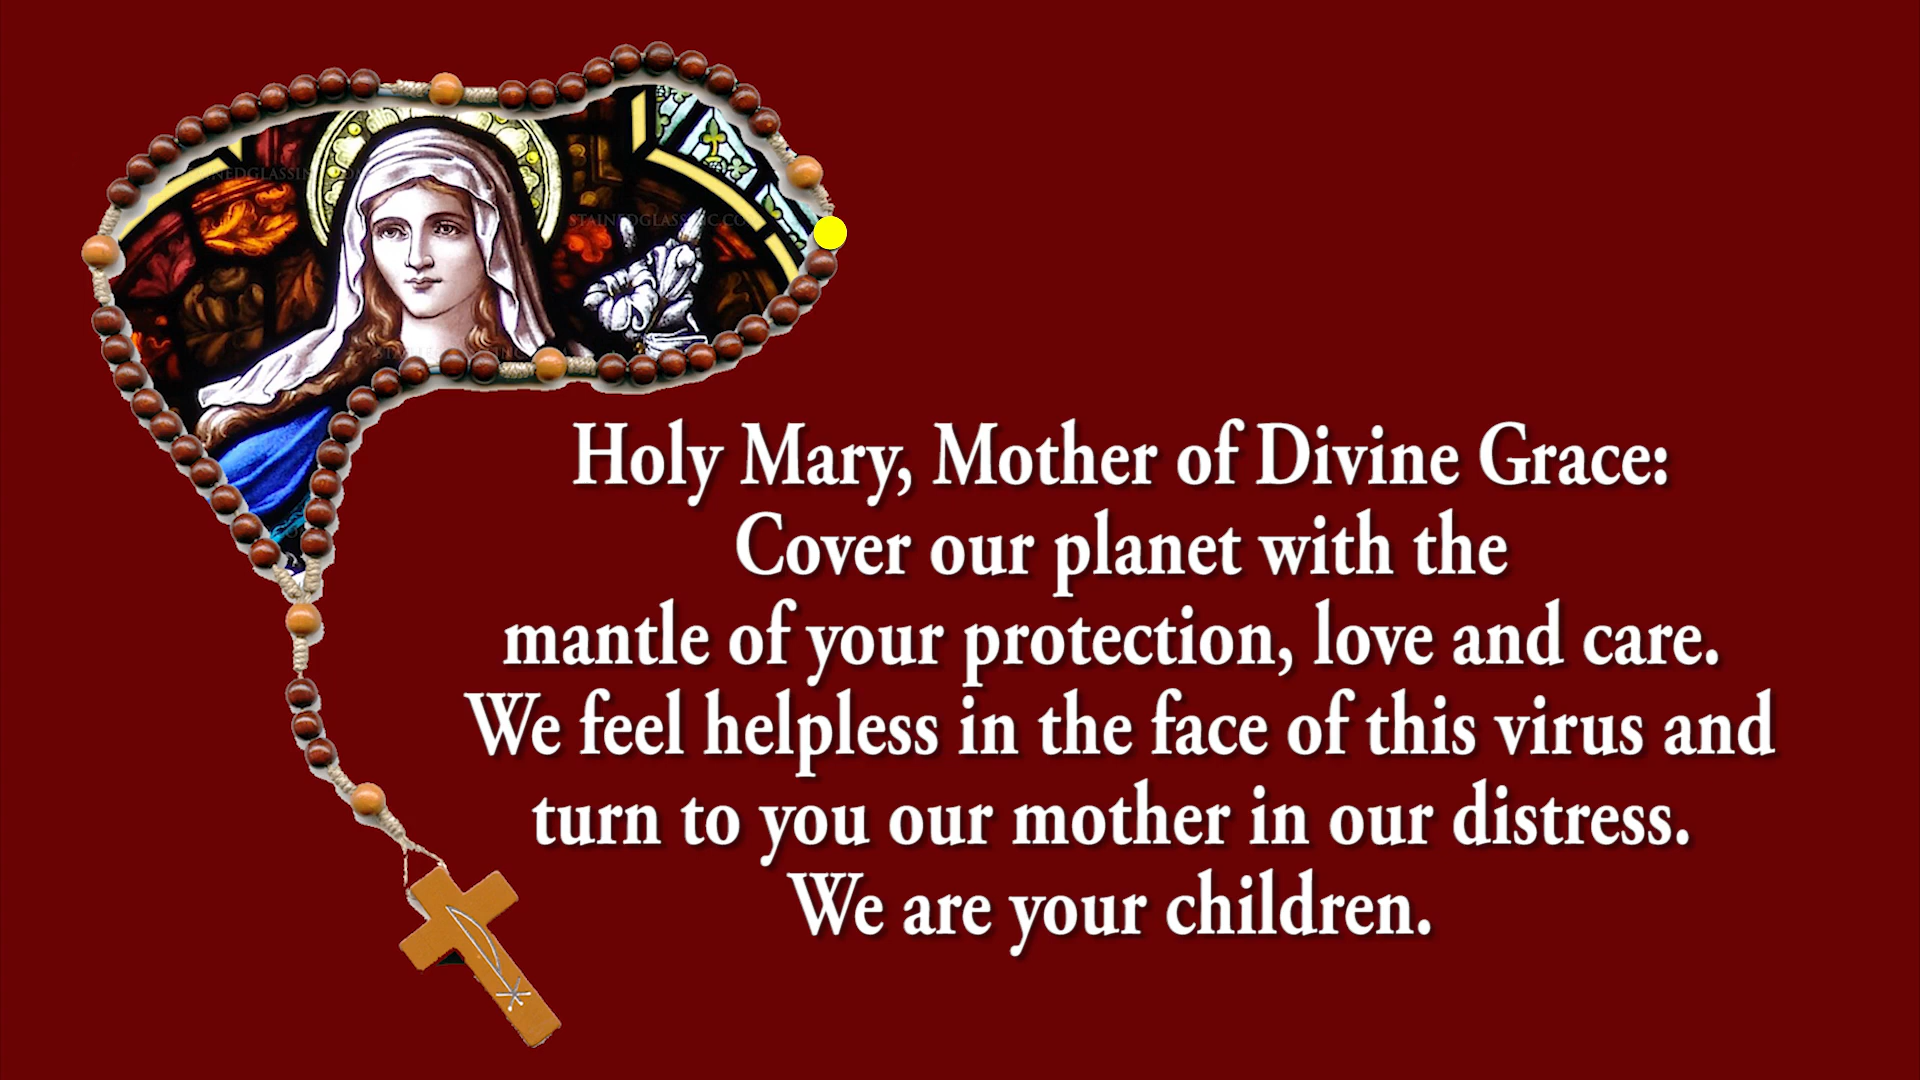 Holy Mary, Mother of Divine Grace:
Cover our planet with the
mantle of your protection, love and care.
We feel helpless in the face of this virus and
turn to you our mother in our distress.
We are your children.